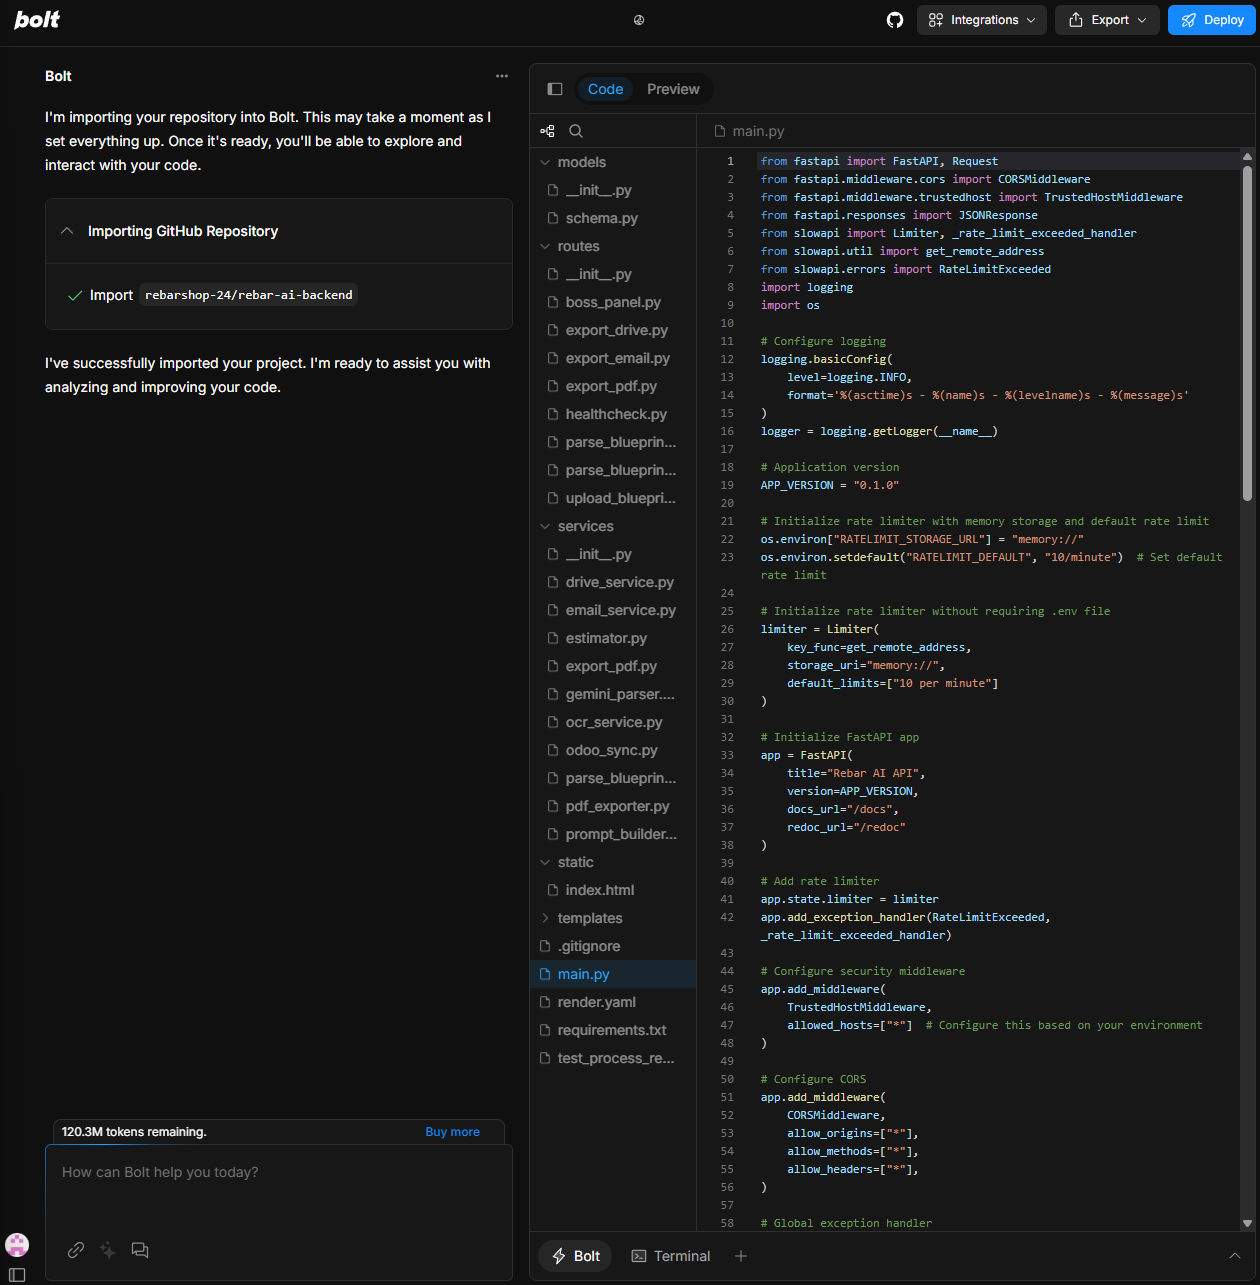 bolt
Integrations
Export
Deploy
Bolt
I'm importing your repository into Bolt. This may take a moment as I
set everything up. Once it's ready, you'll be able to explore and
interact with your code.
Importing GitHub Repository
Import rebarshop-24/rebar-ai-backend
I've successfully imported your project. I'm ready to assist you with
analyzing and improving your code.
120.3M tokens remaining.
Buy more
How can Bolt help you today?
Code
Preview
models
__init__.py
schema.py
routes
__init__.py
boss_panel.py
export_drive.py
export_email.py
export_pdf.py
healthcheck.py
parse_blueprin...
parse_blueprin...
upload_bluepri...
services
__init__.py
drive_service.py
email_service.py
estimator.py
export_pdf.py
gemini_parser....
ocr_service.py
odoo_sync.py
parse_blueprin...
pdf_exporter.py
prompt_builder...
static
index.html
templates
.gitignore
main.py
render.yaml
requirements.txt
test_process_re...
main.py
1 from fastapi import FastAPI, Request
2 from fastapi.middleware.cors import CORSMiddleware
3 from fastapi.middleware.trustedhost import TrustedHostMiddleware
4 from fastapi.responses import JSONResponse
5 from slowapi import Limiter, _rate_limit_exceeded_handler
6 from slowapi.util import get_remote_address
7 from slowapi.errors import RateLimitExceeded
8 import logging
9 import os
10
11 # Configure logging
12 logging.basicConfig(
13     level=logging.INFO,
14     format='%(asctime)s - %(name)s - %(levelname)s - %(message)s'
15 )
16 logger = logging.getLogger(__name__)
17
18 # Application version
19 APP_VERSION = "0.1.0"
20
21 # Initialize rate limiter with memory storage and default rate limit
22 os.environ["RATELIMIT_STORAGE_URL"] = "memory://"
23 os.environ.setdefault("RATELIMIT_DEFAULT", "10/minute")  # Set default
rate limit
24
25 # Initialize rate limiter without requiring .env file
26 limiter = Limiter(
27     key_func=get_remote_address,
28     storage_uri="memory://",
29     default_limits=["10 per minute"]
30 )
31
32 # Initialize FastAPI app
33 app = FastAPI(
34     title="Rebar AI API",
35     version=APP_VERSION,
36     docs_url="/docs",
37     redoc_url="/redoc"
38 )
39
40 # Add rate limiter
41 app.state.limiter = limiter
42 app.add_exception_handler(RateLimitExceeded,
_rate_limit_exceeded_handler)
43
44 # Configure security middleware
45 app.add_middleware(
46     TrustedHostMiddleware,
47     allowed_hosts=["*"]  # Configure this based on your environment
48 )
49
50 # Configure CORS
51 app.add_middleware(
52     CORSMiddleware,
53     allow_origins=["*"],
54     allow_methods=["*"],
55     allow_headers=["*"],
56 )
57
58 # Global exception handler
Bolt
Terminal